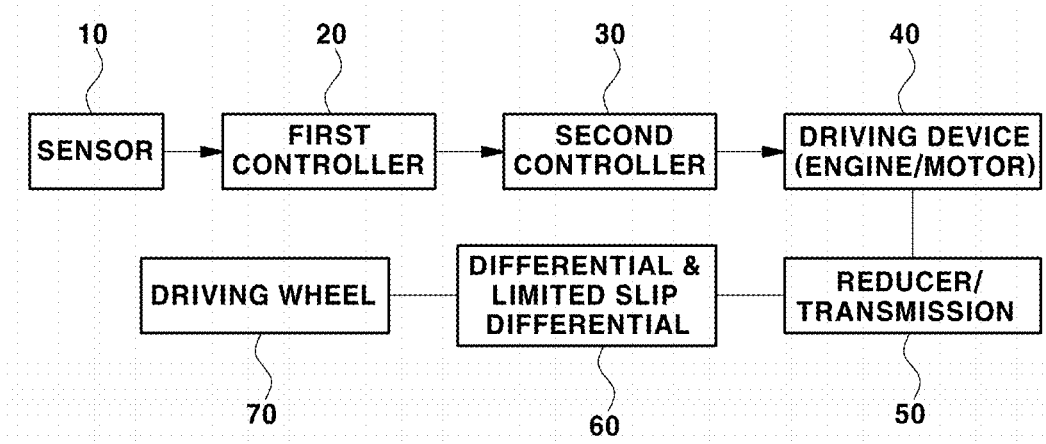 10
20
30
40
SENSOR
FIRST
CONTROLLER
SECOND
CONTROLLER
DRIVING DEVICE
(ENGINE/MOTOR)
DRIVING WHEEL
DIFFERENTIAL &
LIMITED SLIP
DIFFERENTIAL
REDUCER/
TRANSMISSION
70
60
50